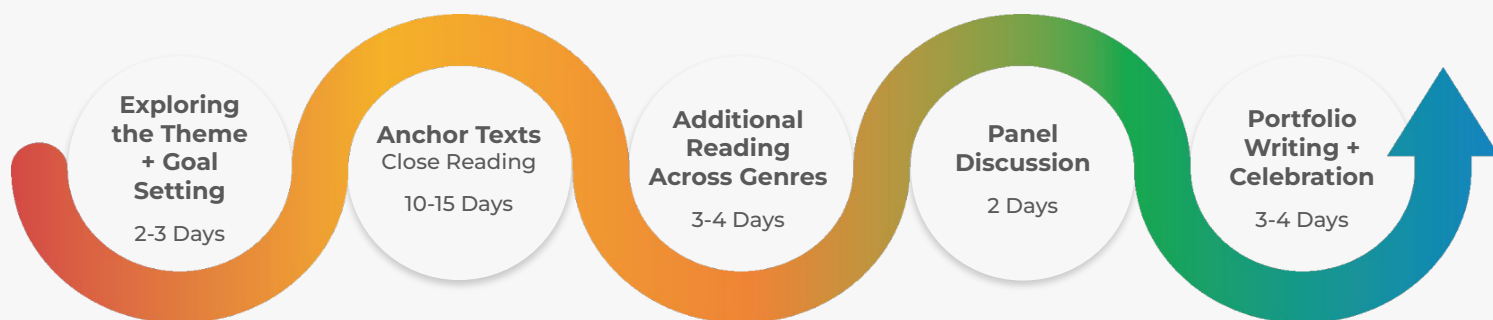 Exploring
the Theme
+ Goal
Setting
2-3 Days
Anchor Texts
Close Reading
10-15 Days
Additional
Reading
Across Genres
3-4 Days
Panel
Discussion
2 Days
Portfolio
Writing +
Celebration
3-4 Days